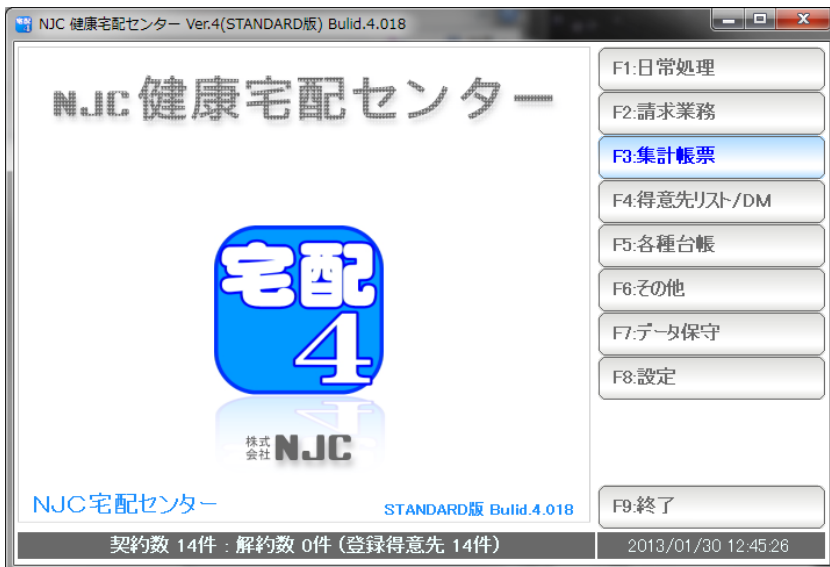 NJC 健康宅配センター Ver.4(STANDARD版) Bulid.4.018
NJC健康宅配センター
宅配
4
株式会社NJC
NJC宅配センター
STANDARD版 Bulid.4.018
F1:日常処理
F2:請求業務
F3:集計帳票
F4:得意先リスト/DM
F5:各種台帳
F6:その他
F7:データ保守
F8:設定
F9:終了
契約数 14件 : 解約数 0件 (登録得意先 14件)
2013/01/30 12:45:26